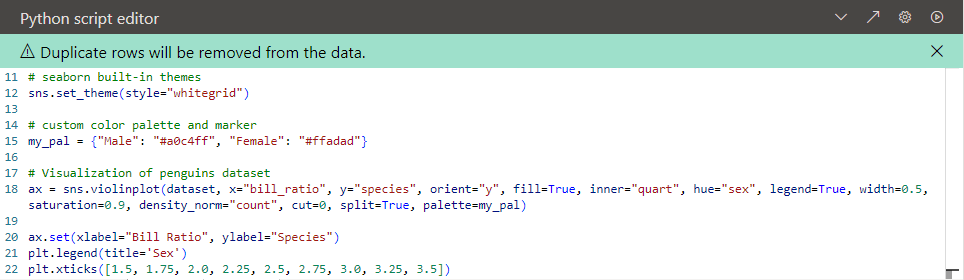 Python script editor
⚠ Duplicate rows will be removed from the data.
11 # seaborn built-in themes
12 sns.set_theme(style="whitegrid")
13
14 # custom color palette and marker
15 my_pal = {"Male": "#a0c4ff", "Female": "#ffadad"}
16
17 # Visualization of penguins dataset
18 ax = sns.violinplot(dataset, x="bill_ratio", y="species", orient="y", fill=True, inner="quart", hue="sex", legend=True, width=0.5,
saturation=0.9, density_norm="count", cut=0, split=True, palette=my_pal)
19
20 ax.set(xlabel="Bill Ratio", ylabel="Species")
21 plt.legend(title='Sex')
22 plt.xticks([1.5, 1.75, 2.0, 2.25, 2.5, 2.75, 3.0, 3.25, 3.5])